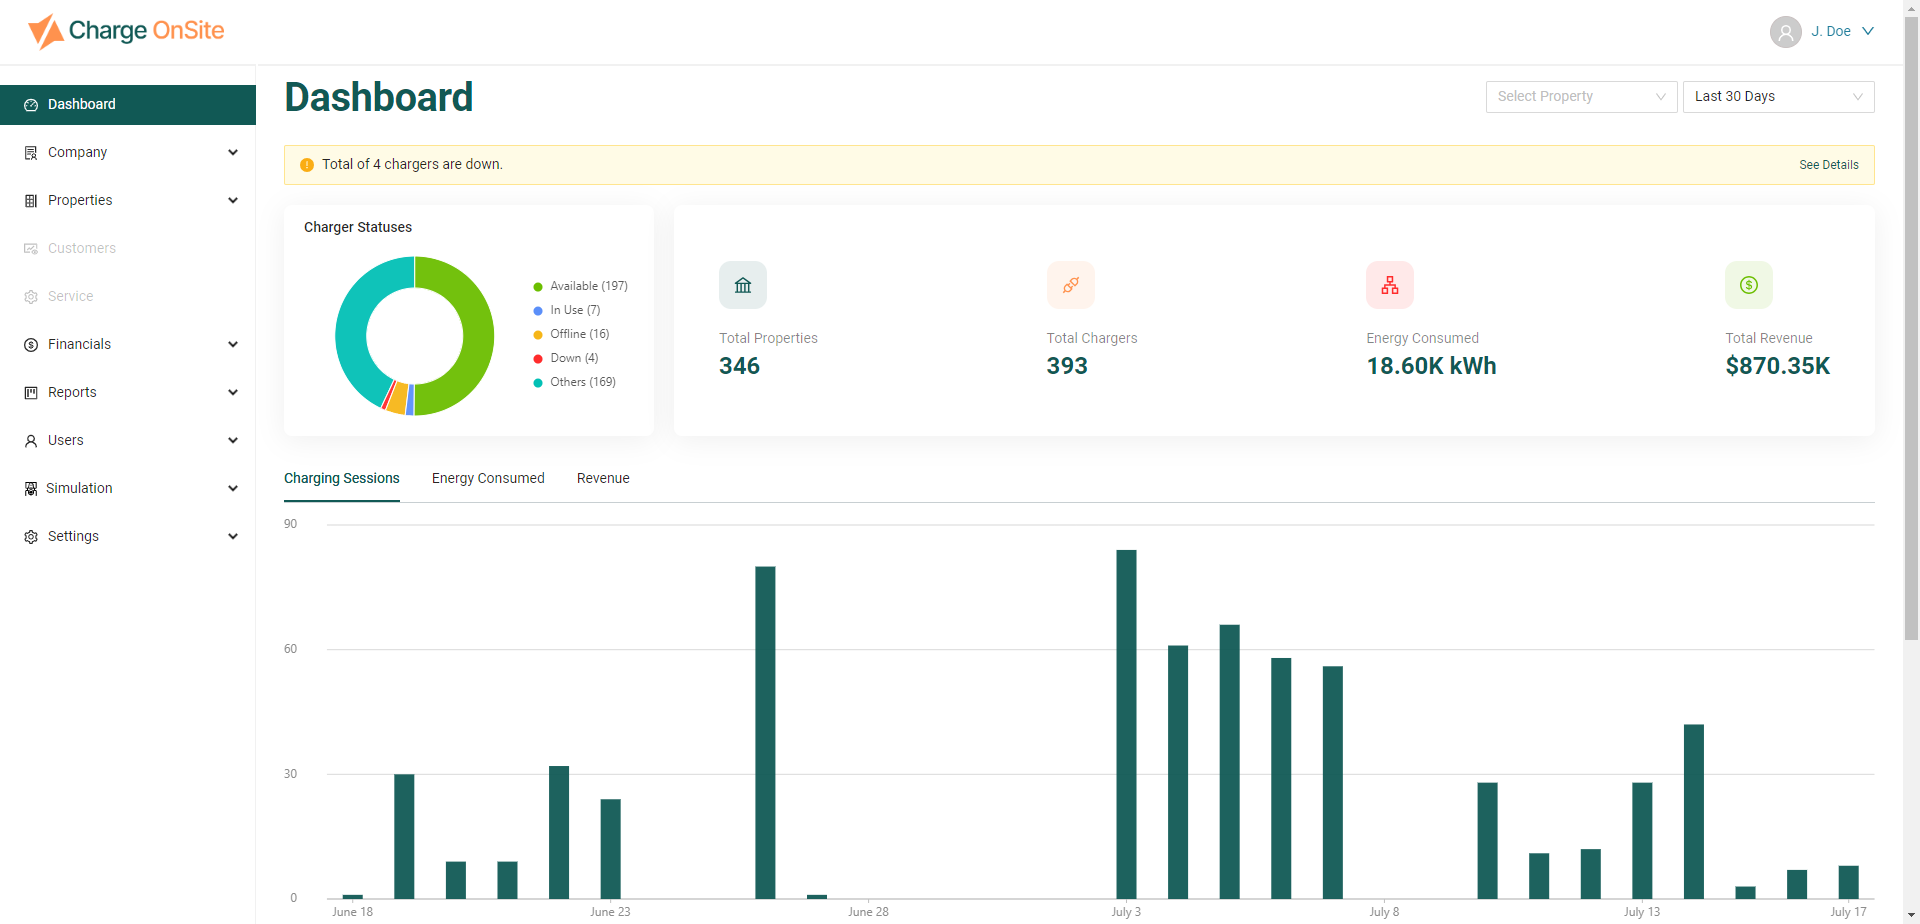 Charge OnSite
J. Doe
Dashboard
Company
Properties
Customers
Service
Financials
Reports
Users
Simulation
Settings
Dashboard
Select Property
Last 30 Days
Total of 4 chargers are down.
See Details
Charger Statuses
Available (197)
In Use (7)
Offline (16)
Down (4)
Others (169)
Total Properties
346
Total Chargers
393
Energy Consumed
18.60K kWh
Total Revenue
$870.35K
Charging Sessions
Energy Consumed
Revenue
90
60
30
0
June 18
June 23
June 28
July 3
July 8
July 13
July 17